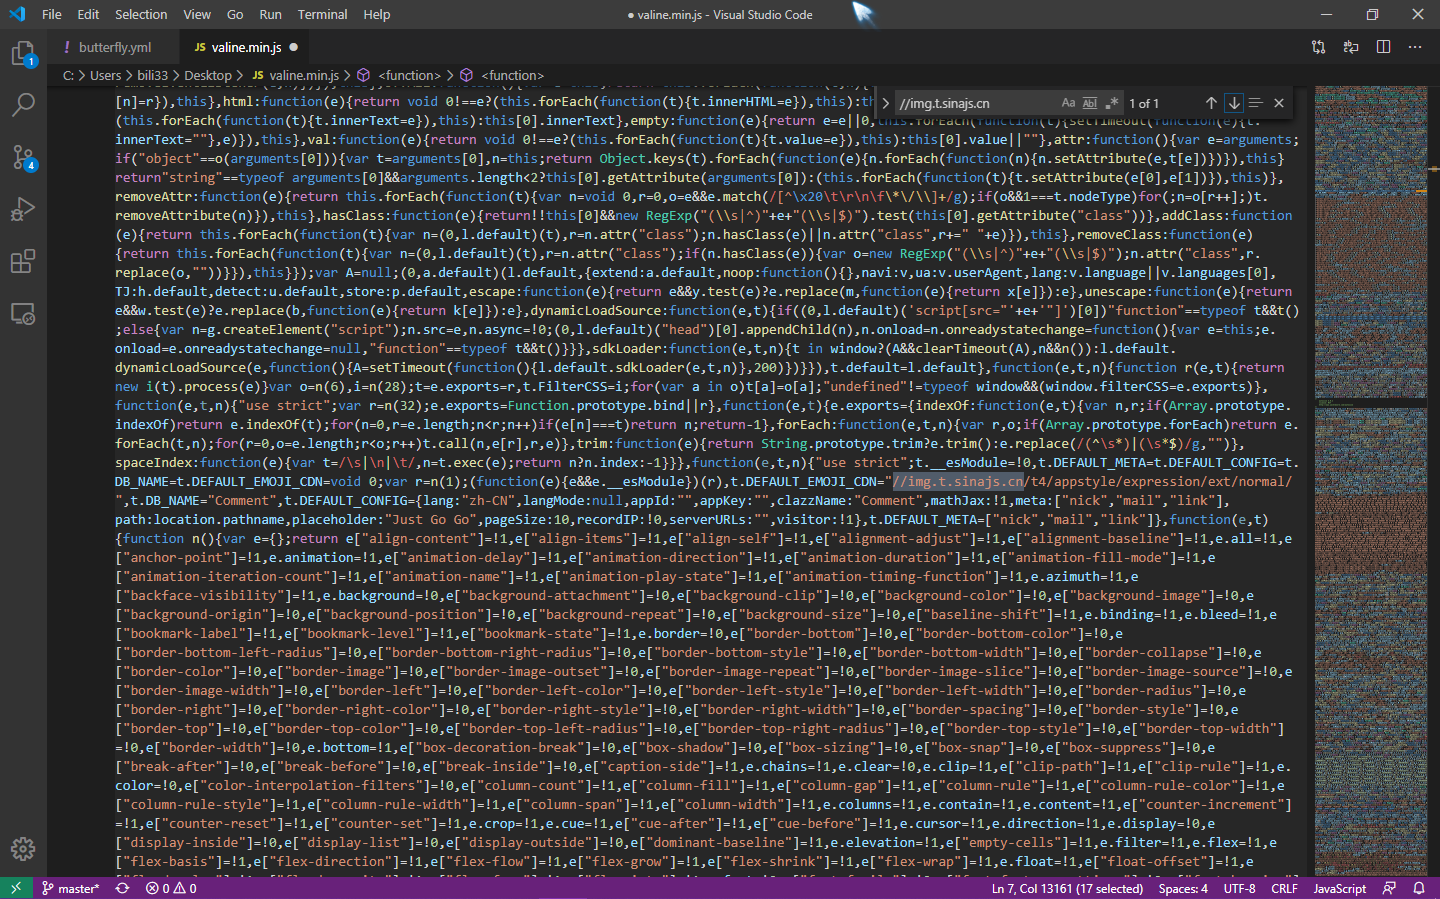 File Edit Selection View Go Run Terminal Help
● valine.min.js - Visual Studio Code
! butterfly.yml
JS valine.min.js ●
C: > Users > bili33 > Desktop > JS valine.min.js > <function> > <function>
//img.t.sinajs.cn Aa Abl .* 1 of 1
[n]=r}),this},html:function(e){return void 0!==e?(this.forEach(function(t){t.innerHTML=e}),this):th
(this.forEach(function(t){t.innerText=e}),this):this[0].innerText},empty:function(e){return e=e||0,this.forEach(function(t){setTimeout(function(e){t.
innerText=""},e)}),this},val:function(e){return void 0!==e?(this.forEach(function(t){t.value=e}),this):this[0].value||""},attr:function(){var e=arguments;
if("object"==o(arguments[0])){var t=arguments[0],n=this;return Object.keys(t).forEach(function(e){n.forEach(function(n){n.setAttribute(e,t[e])})}),this}
return"string"==typeof arguments[0]&&arguments.length<2?this[0].getAttribute(arguments[0]):(this.forEach(function(t){t.setAttribute(e[0],e[1])}),this)},
removeAttr:function(e){return this.forEach(function(t){var n=void 0,r=0,o=e&&e.match(/[^\x20\t\r\n\f\*\/\\]+/g);if(o&&1===t.nodeType)for(;n=o[r++];)t.
removeAttribute(n)}),this},hasClass:function(e){return!!this[0]&&new RegExp("(\\s|^)"+e+"(\\s|$)").test(this[0].getAttribute("class"))},addClass:function
(e){return this.forEach(function(t){var n=(0,l.default)(t),r=n.attr("class");n.hasClass(e)||n.attr("class",r+=" "+e)}),this},removeClass:function(e)
{return this.forEach(function(t){var n=(0,l.default)(t),r=n.attr("class");if(n.hasClass(e)){var o=new RegExp("(\\s|^)"+e+"(\\s|$)");n.attr("class",r.
replace(o,""))}}),this}});var A=null;(0,a.default)(l.default,{extend:a.default,noop:function(){},navi:v,ua:v.userAgent,lang:v.language||v.languages[0],
TJ:h.default,detect:u.default,store:p.default,escape:function(e){return e&&y.test(e)?e.replace(m,function(e){return x[e]}):e},unescape:function(e){return
e&&w.test(e)?e.replace(b,function(e){return k[e]}):e},dynamicLoadSource:function(e,t){if((0,l.default)('script[src="'+e+'"]')[0])"function"==typeof t&&t()
;else{var n=g.createElement("script");n.src=e,n.async=!0;(0,l.default)("head")[0].appendChild(n),n.onload=n.onreadystatechange=function(){var e=this;e.
onload=e.onreadystatechange=null,"function"==typeof t&&t()}}},sdkLoader:function(e,t,n){t in window?(A&&clearTimeout(A),n&&n()):l.default.
dynamicLoadSource(e,function(){A=setTimeout(function(){l.default.sdkLoader(e,t,n)},200)})}}),t.default=l.default},function(e,t,n){function r(e,t){return
new i(t).process(e)}var o=n(6),i=n(28);t=e.exports=r,t.FilterCSS=i;for(var a in o)t[a]=o[a];"undefined"!=typeof window&&(window.filterCSS=e.exports)},
function(e,t,n){"use strict";var r=n(32);e.exports=Function.prototype.bind||r},function(e,t){e.exports={indexOf:function(e,t){var n,r;if(Array.prototype.
indexOf)return e.indexOf(t);for(n=0,r=e.length;n<r;n++)if(e[n]===t)return n;return-1},forEach:function(e,t,n){var r,o;if(Array.prototype.forEach)return e.
forEach(t,n);for(r=0,o=e.length;r<o;r++)t.call(n,e[r],r,e)},trim:function(e){return String.prototype.trim?e.trim():e.replace(/(^\s*)|(\s*$)/g,"")},
spaceIndex:function(e){var t=/\s|\n|\t/,n=t.exec(e);return n?n.index:-1}}},function(e,t,n){"use strict";t.__esModule=!0,t.DEFAULT_META=t.DEFAULT_CONFIG=t.
DB_NAME=t.DEFAULT_EMOJI_CDN=void 0;var r=n(1);(function(e){e&&e.__esModule})(r),t.DEFAULT_EMOJI_CDN="//img.t.sinajs.cn/t4/appstyle/expression/ext/normal/
",t.DB_NAME="Comment",t.DEFAULT_CONFIG={lang:"zh-CN",langMode:null,appId:"",appKey:"",clazzName:"Comment",mathJax:!1,meta:["nick","mail","link"],
path:location.pathname,placeholder:"Just Go Go",pageSize:10,recordIP:!0,serverURLs:"",visitor:!1},t.DEFAULT_META=["nick","mail","link"]},function(e,t)
{function n(){var e={};return e["align-content"]=!1,e["align-items"]=!1,e["align-self"]=!1,e["alignment-adjust"]=!1,e["alignment-baseline"]=!1,e.all=!1,e
["anchor-point"]=!1,e.animation=!1,e["animation-delay"]=!1,e["animation-direction"]=!1,e["animation-duration"]=!1,e["animation-fill-mode"]=!1,e
["animation-iteration-count"]=!1,e["animation-name"]=!1,e["animation-play-state"]=!1,e["animation-timing-function"]=!1,e.azimuth=!1,e
["backface-visibility"]=!1,e.background=!0,e["background-attachment"]=!0,e["background-clip"]=!0,e["background-color"]=!0,e["background-image"]=!0,e
["background-origin"]=!0,e["background-position"]=!0,e["background-repeat"]=!0,e["background-size"]=!0,e["baseline-shift"]=!1,e.binding=!1,e.bleed=!1,e
["bookmark-label"]=!1,e["bookmark-level"]=!1,e["bookmark-state"]=!1,e.border=!0,e["border-bottom"]=!0,e["border-bottom-color"]=!0,e
["border-bottom-left-radius"]=!0,e["border-bottom-right-radius"]=!0,e["border-bottom-style"]=!0,e["border-bottom-width"]=!0,e["border-collapse"]=!0,e
["border-color"]=!0,e["border-image"]=!0,e["border-image-outset"]=!0,e["border-image-repeat"]=!0,e["border-image-slice"]=!0,e["border-image-source"]=!0,e
["border-image-width"]=!0,e["border-left"]=!0,e["border-left-color"]=!0,e["border-left-style"]=!0,e["border-left-width"]=!0,e["border-radius"]=!0,e
["border-right"]=!0,e["border-right-color"]=!0,e["border-right-style"]=!0,e["border-right-width"]=!0,e["border-spacing"]=!0,e["border-style"]=!0,e
["border-top"]=!0,e["border-top-color"]=!0,e["border-top-left-radius"]=!0,e["border-top-right-radius"]=!0,e["border-top-style"]=!0,e["border-top-width"]
=!0,e["border-width"]=!0,e.bottom=!1,e["box-decoration-break"]=!0,e["box-shadow"]=!0,e["box-sizing"]=!0,e["box-snap"]=!0,e["box-suppress"]=!0,e
["break-after"]=!0,e["break-before"]=!0,e["break-inside"]=!0,e["caption-side"]=!1,e.chains=!1,e.clear=!0,e.clip=!1,e["clip-path"]=!1,e["clip-rule"]=!1,e.
color=!0,e["color-interpolation-filters"]=!0,e["column-count"]=!1,e["column-fill"]=!1,e["column-gap"]=!1,e["column-rule"]=!1,e["column-rule-color"]=!1,e
["column-rule-style"]=!1,e["column-rule-width"]=!1,e["column-span"]=!1,e["column-width"]=!1,e.columns=!1,e.contain=!1,e.content=!1,e["counter-increment"]
=!1,e["counter-reset"]=!1,e["counter-set"]=!1,e.crop=!1,e.cue=!1,e["cue-after"]=!1,e["cue-before"]=!1,e.cursor=!1,e.direction=!1,e.display=!0,e
["display-inside"]=!0,e["display-list"]=!0,e["display-outside"]=!0,e["dominant-baseline"]=!1,e.elevation=!1,e["empty-cells"]=!1,e.filter=!1,e.flex=!1,e
["flex-basis"]=!1,e["flex-direction"]=!1,e["flex-flow"]=!1,e["flex-grow"]=!1,e["flex-shrink"]=!1,e["flex-wrap"]=!1,e.float=!1,e["float-offset"]=!1,e
1
4
master* 0 0 Ln 7, Col 13161 (17 selected) Spaces: 4 UTF-8 CRLF JavaScript